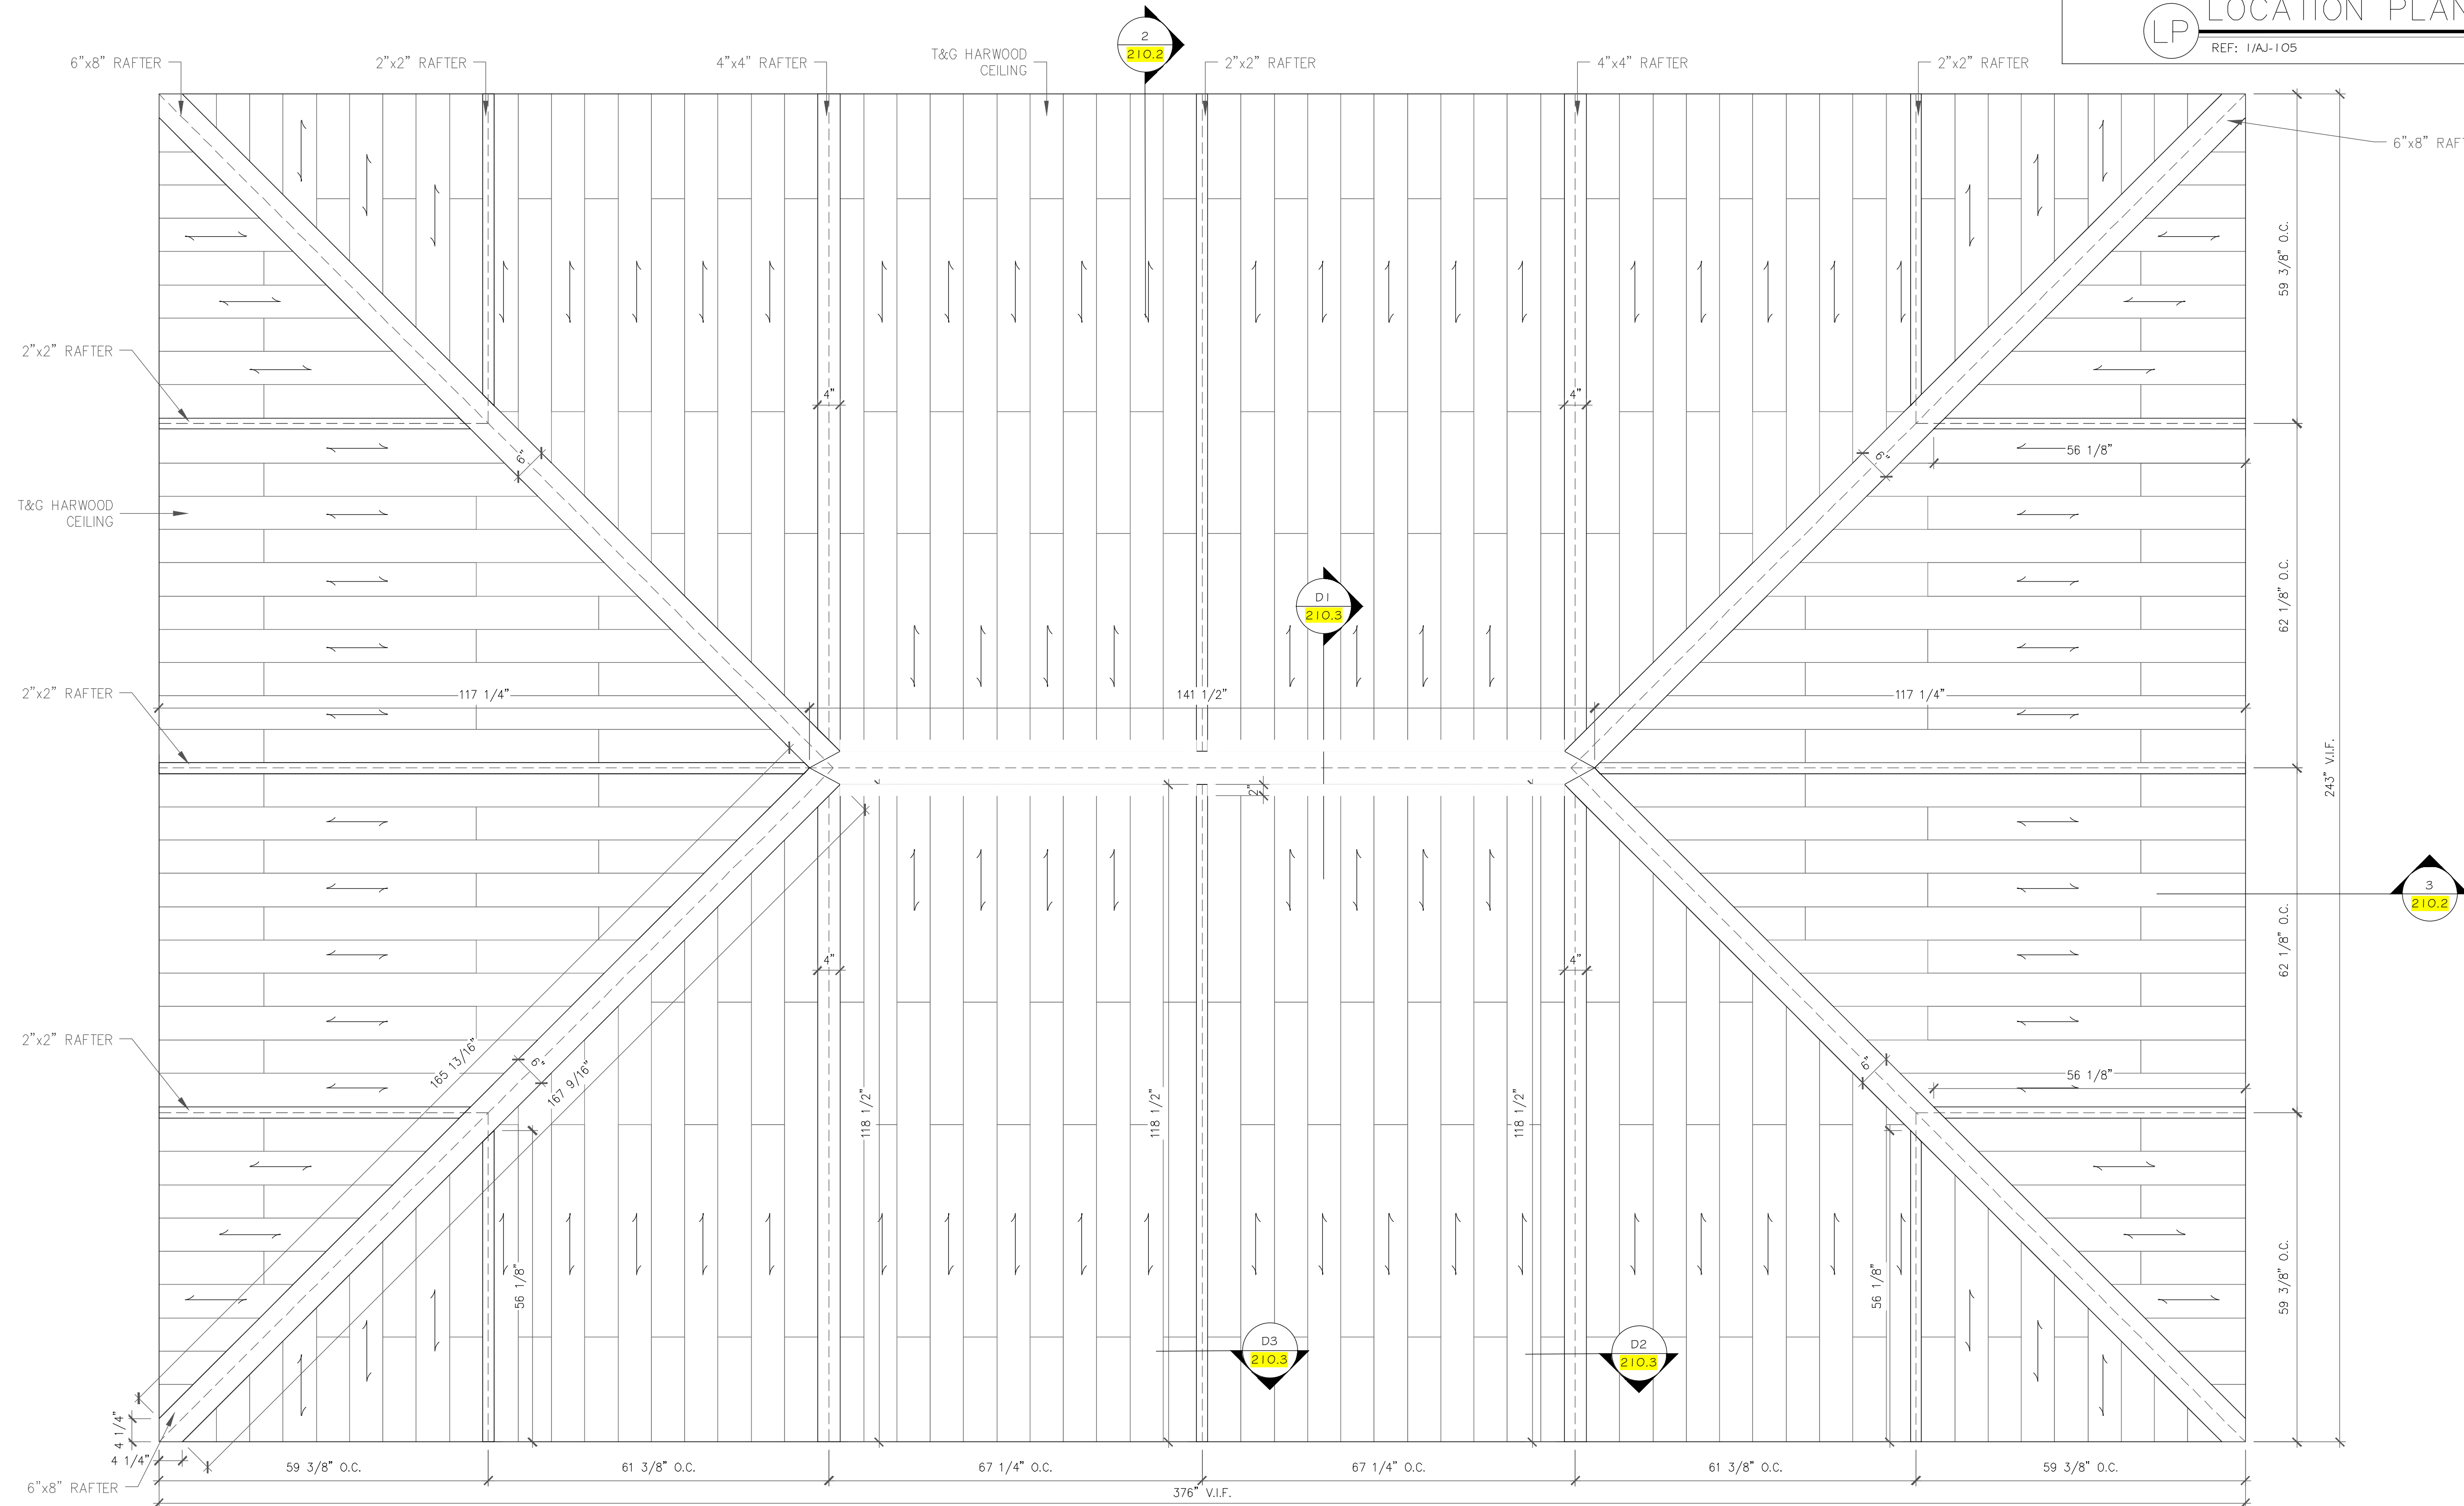 LP
LOCATION PLAN
REF: 1/AJ-105
2
210.2
6"x8" RAFTER
2"x2" RAFTER
4"x4" RAFTER
T&G HARWOOD
CEILING
2"x2" RAFTER
4"x4" RAFTER
2"x2" RAFTER
6"x8" RAF
59 3/8" O.C.
2"x2" RAFTER
4"
4"
6"
6"
56 1/8"
T&G HARWOOD
CEILING
D1
210.3
62 1/8" O.C.
2"x2" RAFTER
117 1/4"
141 1/2"
117 1/4"
243" V.I.F.
2"
3
210.2
62 1/8" O.C.
4"
4"
2"x2" RAFTER
165 13/16"
6"
167 9/16"
118 1/2"
118 1/2"
118 1/2"
6"
56 1/8"
56 1/8"
56 1/8"
59 3/8" O.C.
D3
210.3
D2
210.3
4 1/4"
4 1/4"
6"x8" RAFTER
59 3/8" O.C.
61 3/8" O.C.
67 1/4" O.C.
67 1/4" O.C.
61 3/8" O.C.
59 3/8" O.C.
376" V.I.F.